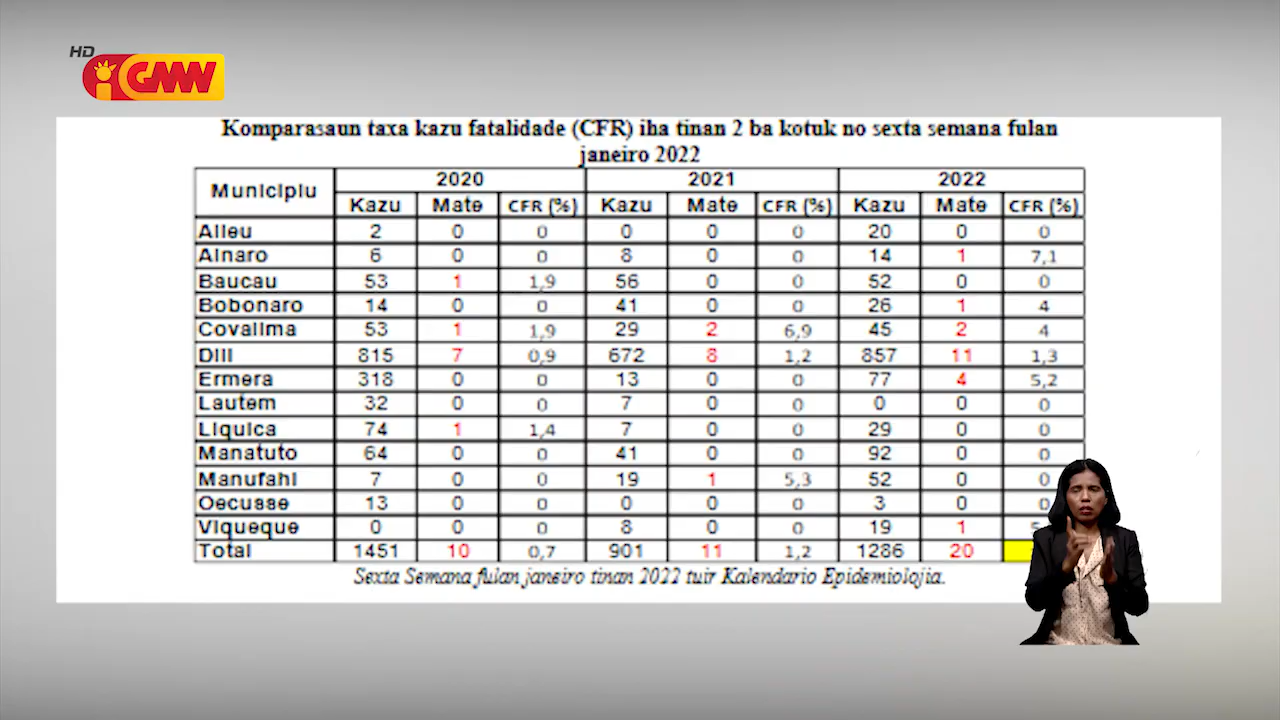 HD
GMN
Komparasaun taxa kazu fatalidade (CFR) iha tinan 2 ba kotuk no sexta semana fulan
janeiro 2022
Municipiu 2020 2021 2022
Kazu Mate CFR (%) Kazu Mate CFR (%) Kazu Mate CFR (%)
Aileu 2 0 0 0 0 0 20 0 0
Ainaro 6 0 0 8 0 0 14 1 7,1
Baucau 53 1 1,9 56 0 0 52 0 0
Bobonaro 14 0 0 41 0 0 26 1 4
Covalima 53 1 1,9 29 2 6,9 45 2 4
Dili 815 7 0,9 672 8 1,2 857 11 1,3
Ermera 318 0 0 13 0 0 77 4 5,2
Lautem 32 0 0 7 0 0 0 0 0
Liquica 74 1 1,4 7 0 0 29 0 0
Manatuto 64 0 0 41 0 0 92 0 0
Manufahi 7 0 0 19 1 5,3 52 0 0
Oecusse 13 0 0 0 0 0 3 0 0
Viqueque 0 0 0 8 0 0 19 1
Total 1451 10 0,7 901 11 1,2 1286 20
Sexta Semana fulan janeiro tinan 2022 tuir Kalendario Epidemiolojia.